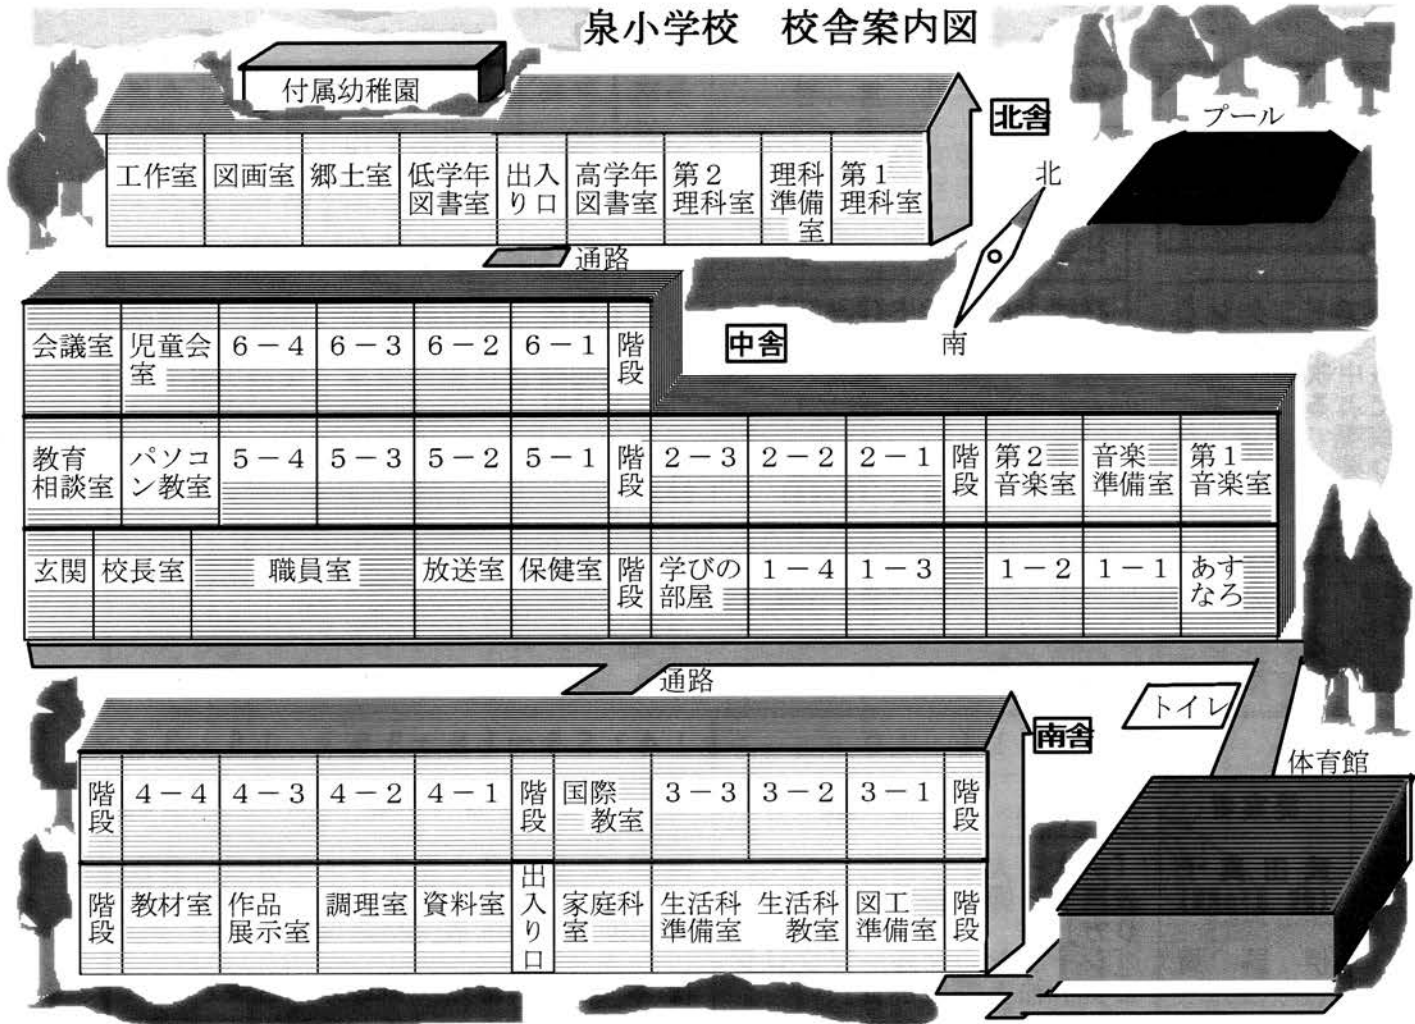 泉小学校　校舎案内図
付属幼稚園
北舎
プール
工作室
図画室
郷土室
低学年
図書室
出入
り口
高学年
図書室
第２
理科室
理科
準備
室
第１
理科室
北
南
通路
中舎
会議室
児童会
室
６－４
６－３
６－２
６－１
階
段
教育
相談室
パソコ
ン教室
５－４
５－３
５－２
５－１
階
段
２－３
２－２
２－１
階
段
第２
音楽室
音楽
準備室
第１
音楽室
玄関
校長室
職員室
放送室
保健室
階
段
学びの
部屋
１－４
１－３
１－２
１－１
あす
なろ
通路
トイレ
南舎
体育館
階
段
４－４
４－３
４－２
４－１
階
段
国際
教室
３－３
３－２
３－１
階
段
階
段
教材室
作品
展示室
調理室
資料室
出
入
り
口
家庭科
室
生活科
準備室
生活科
教室
図工
準備室
階
段